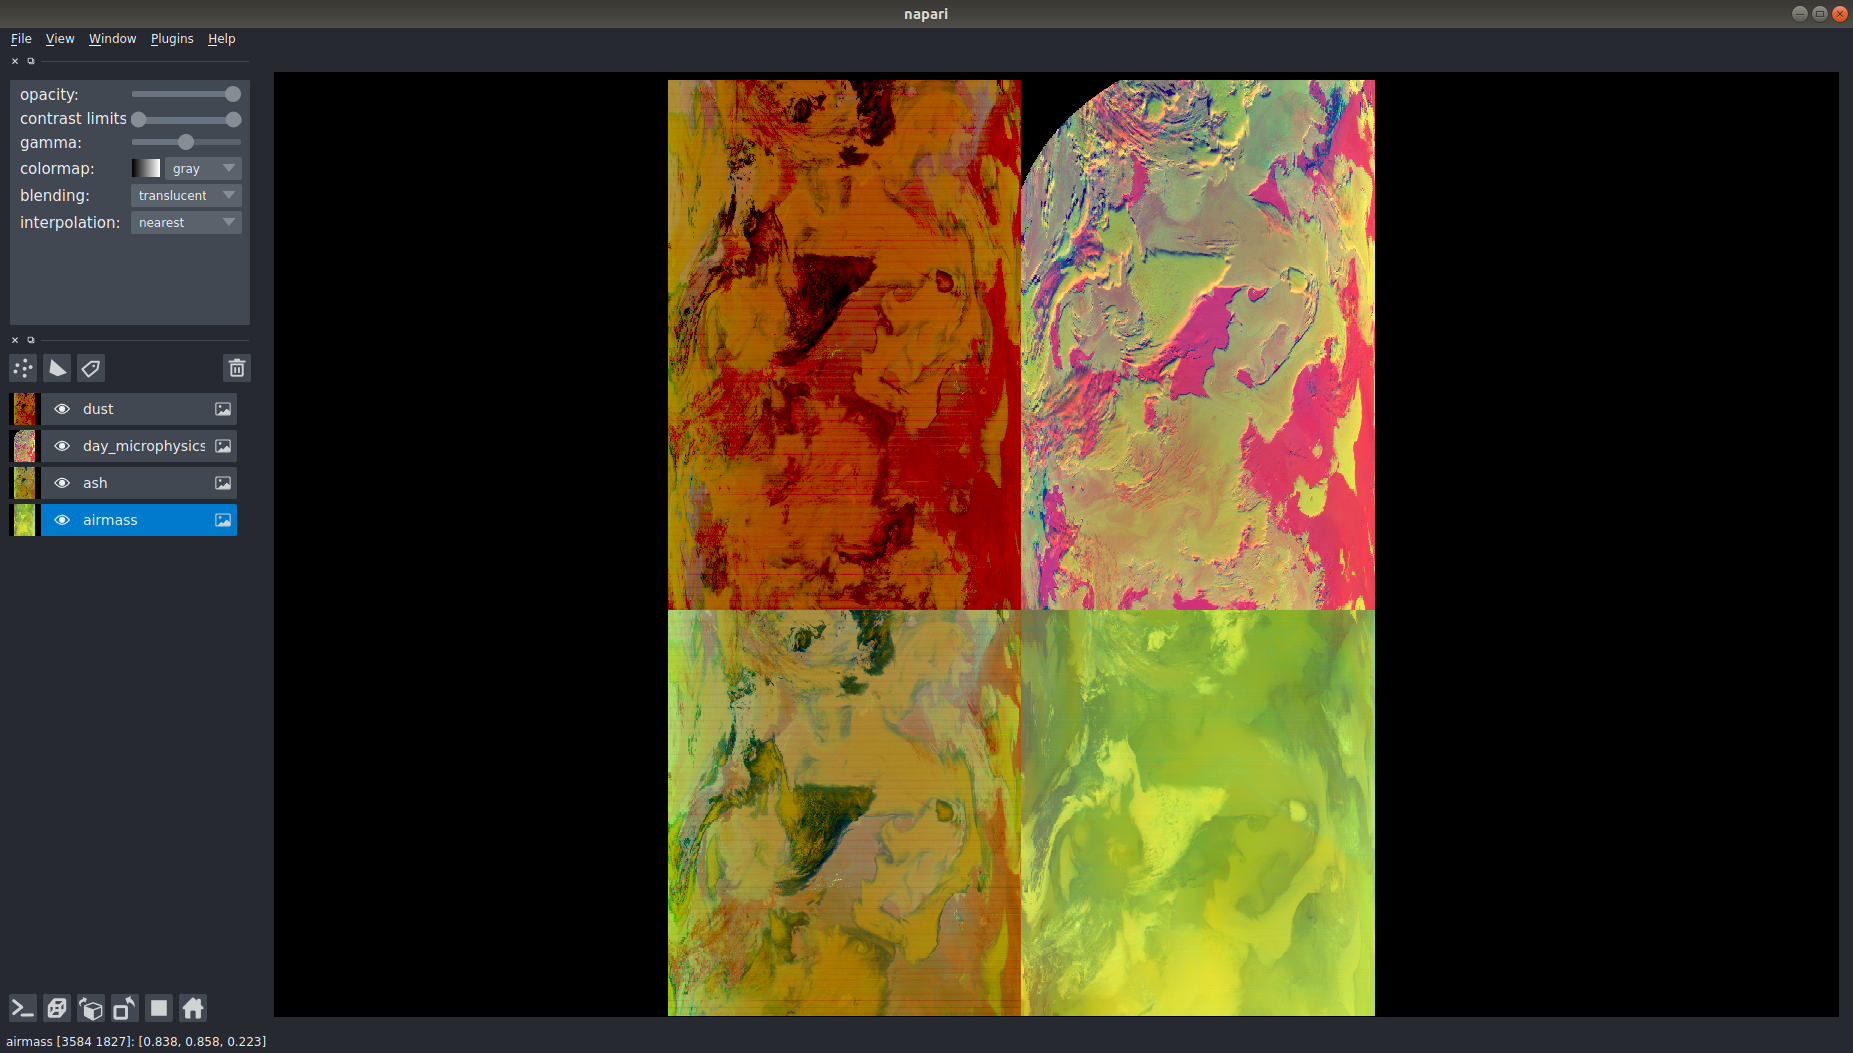 napari
File View Window Plugins Help
opacity:
contrast limits
gamma:
colormap: gray
blending: translucent
interpolation: nearest
dust
day_microphysics
ash
airmass
airmass [3584 1827]: [0.838, 0.858, 0.223]